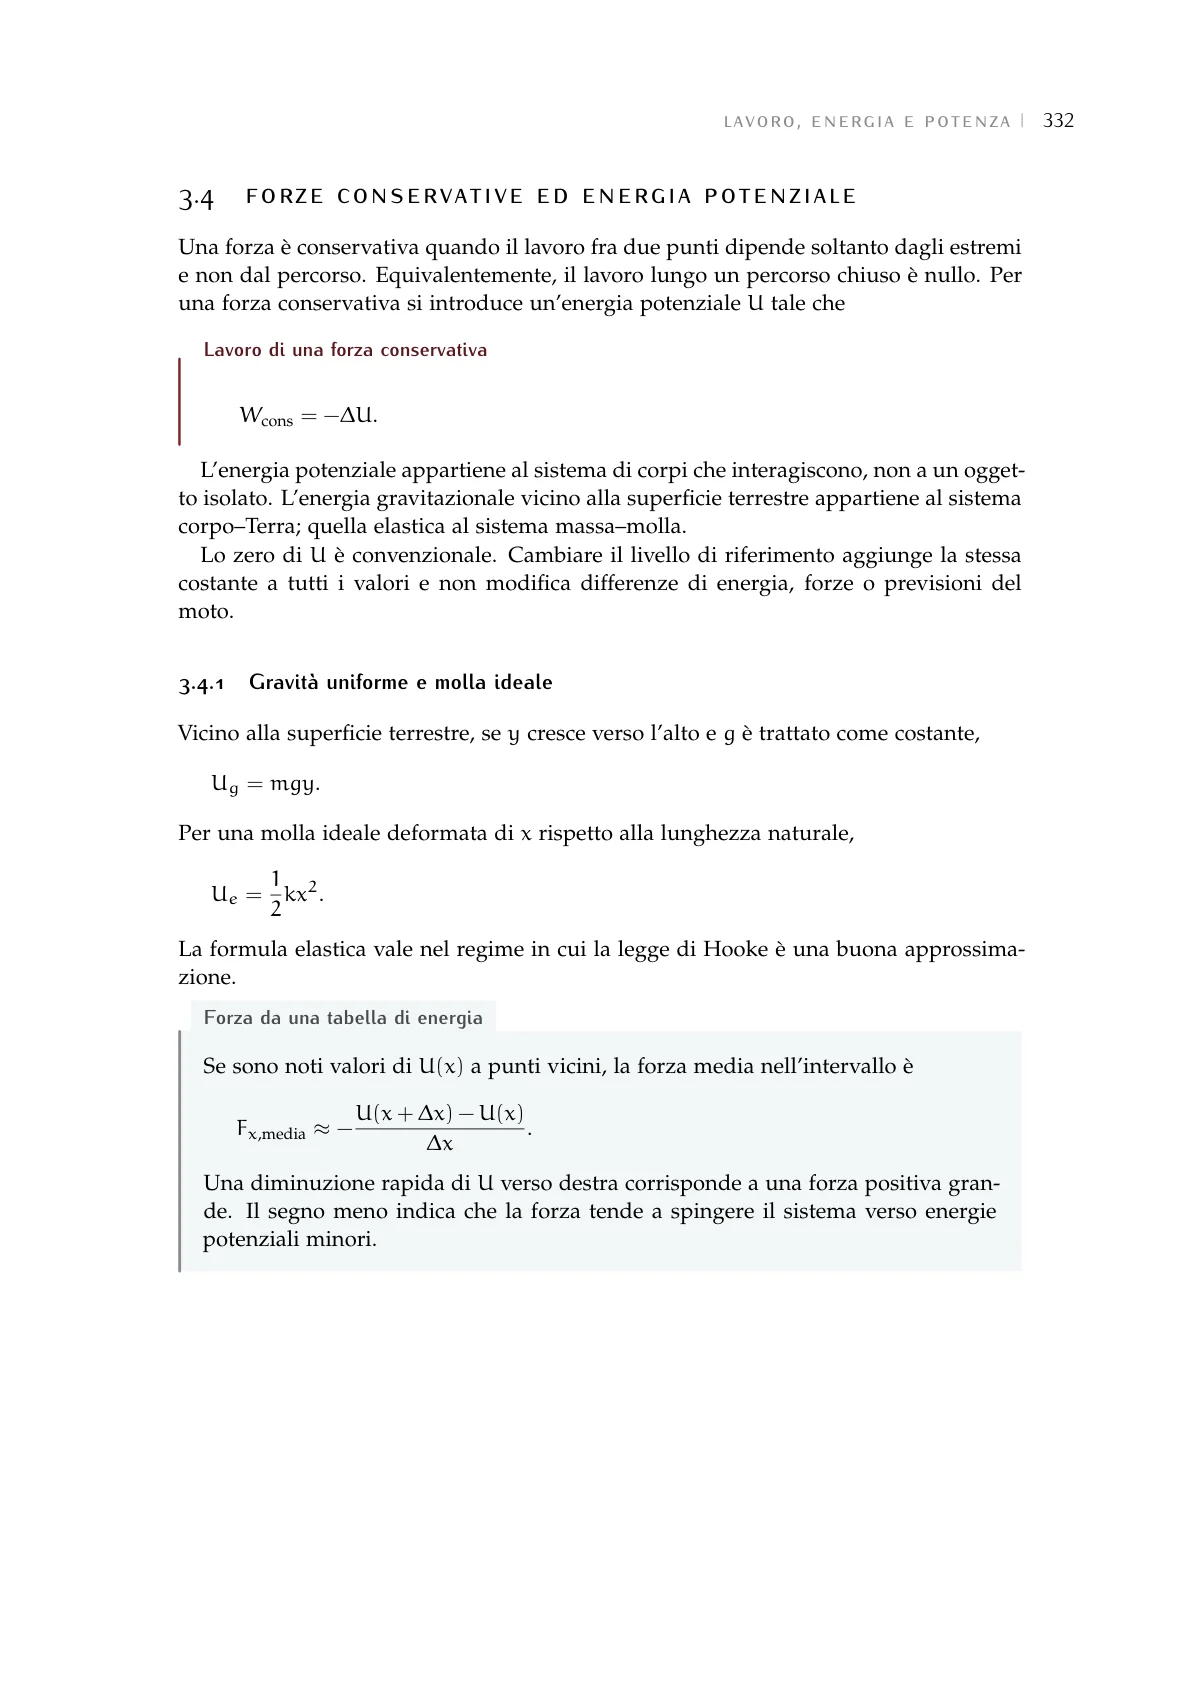 LAVORO, ENERGIA E POTENZA | 332
3.4 FORZE CONSERVATIVE ED ENERGIA POTENZIALE
Una forza è conservativa quando il lavoro fra due punti dipende soltanto dagli estremi
e non dal percorso. Equivalentemente, il lavoro lungo un percorso chiuso è nullo. Per
una forza conservativa si introduce un'energia potenziale U tale che
Lavoro di una forza conservativa
W_cons = −ΔU.
L'energia potenziale appartiene al sistema di corpi che interagiscono, non a un ogget-
to isolato. L'energia gravitazionale vicino alla superficie terrestre appartiene al sistema
corpo–Terra; quella elastica al sistema massa–molla.
Lo zero di U è convenzionale. Cambiare il livello di riferimento aggiunge la stessa
costante a tutti i valori e non modifica differenze di energia, forze o previsioni del
moto.
3.4.1 Gravità uniforme e molla ideale
Vicino alla superficie terrestre, se y cresce verso l'alto e g è trattato come costante,
U_g = mgy.
Per una molla ideale deformata di x rispetto alla lunghezza naturale,
U_e = 1/2 kx².
La formula elastica vale nel regime in cui la legge di Hooke è una buona approssima-
zione.
Forza da una tabella di energia
Se sono noti valori di U(x) a punti vicini, la forza media nell'intervallo è
F_x,media ≈ − (U(x + Δx) − U(x)) / Δx.
Una diminuzione rapida di U verso destra corrisponde a una forza positiva gran-
de. Il segno meno indica che la forza tende a spingere il sistema verso energie
potenziali minori.